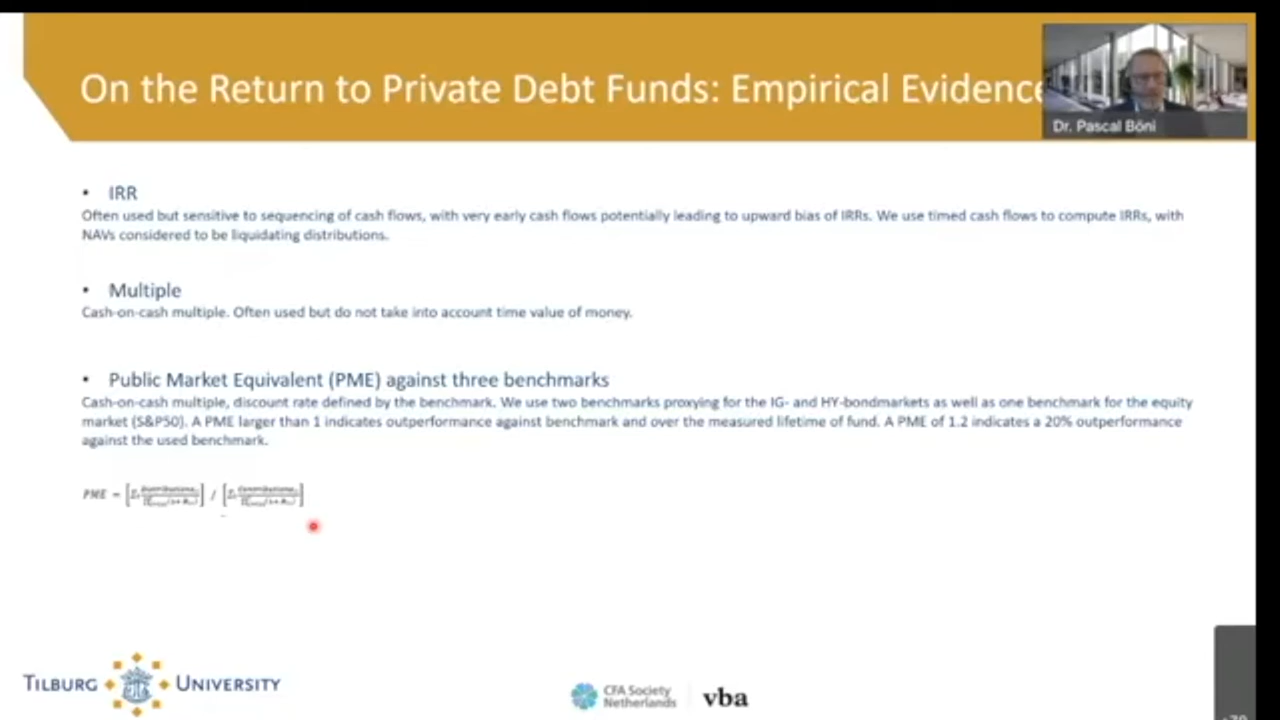 On the Return to Private Debt Funds: Empirical Evidence
Dr. Pascal Böni
• IRR
Often used but sensitive to sequencing of cash flows, with very early cash flows potentially leading to upward bias of IRRs. We use timed cash flows to compute IRRs, with
NAVs considered to be liquidating distributions.
• Multiple
Cash-on-cash multiple. Often used but do not take into account time value of money.
• Public Market Equivalent (PME) against three benchmarks
Cash-on-cash multiple, discount rate defined by the benchmark. We use two benchmarks proxying for the IG- and HY-bondmarkets as well as one benchmark for the equity
market (S&P50). A PME larger than 1 indicates outperformance against benchmark and over the measured lifetime of fund. A PME of 1.2 indicates a 20% outperformance
against the used benchmark.
PME =
TILBURG UNIVERSITY
CFA Society
Netherlands
vba